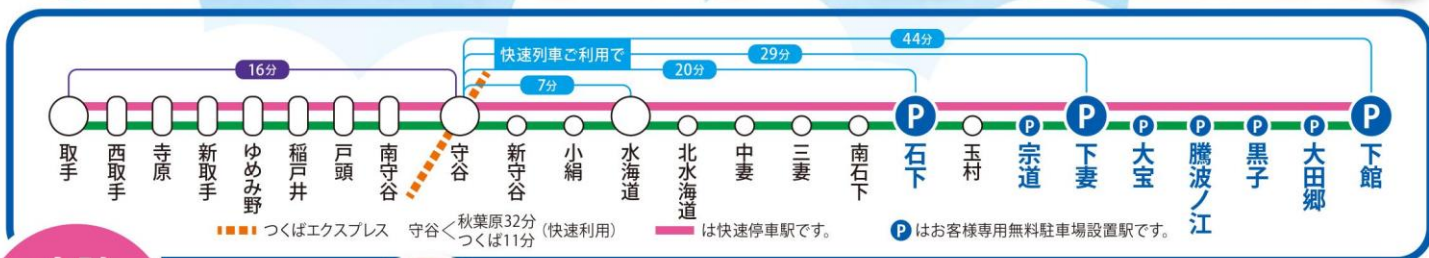 44分
快速列車ご利用で
29分
16分
20分
7分
P
P
P
P
P
P
P
P
取手
西取手
寺原
新取手
ゆめみ野
稲戸井
戸頭
南守谷
守谷
新守谷
小絹
水海道
北水海道
中妻
三妻
南石下
石下
玉村
宗道
下妻
大宝
騰波ノ江
黒子
大田郷
下館
つくばエクスプレス
守谷<秋葉原32分
つくば11分
(快速利用)
は快速停車駅です。
Pはお客様専用無料駐車場設置駅です。